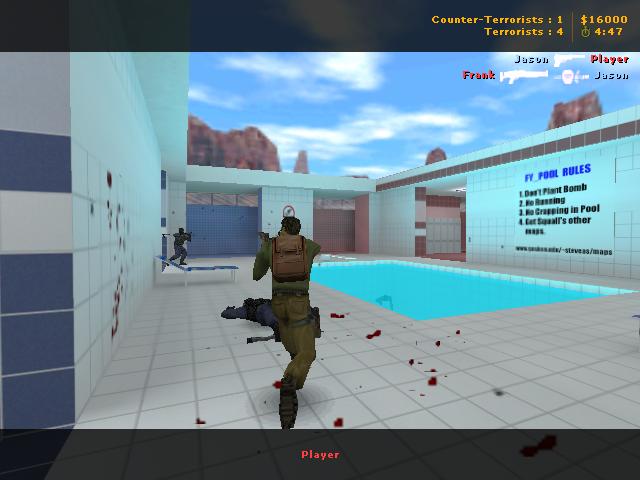 Counter-Terrorists : 1 $16000
Terrorists : 4 4:47
Jason Player
Frank Jason
FY_POOL RULES
1. Don't Plant Bomb
2. No Running
3. No Crapping in Pool
4. Get Squall's other
maps.
Player